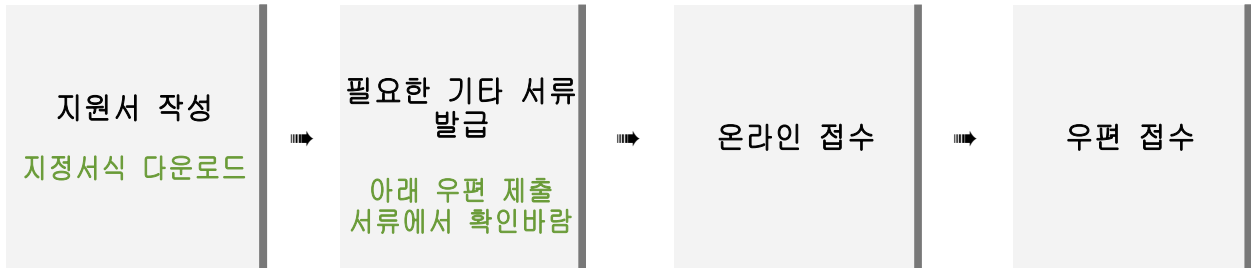 지원서 작성
지정서식 다운로드
필요한 기타 서류
발급
아래 우편 제출
서류에서 확인바람
온라인 접수
우편 접수